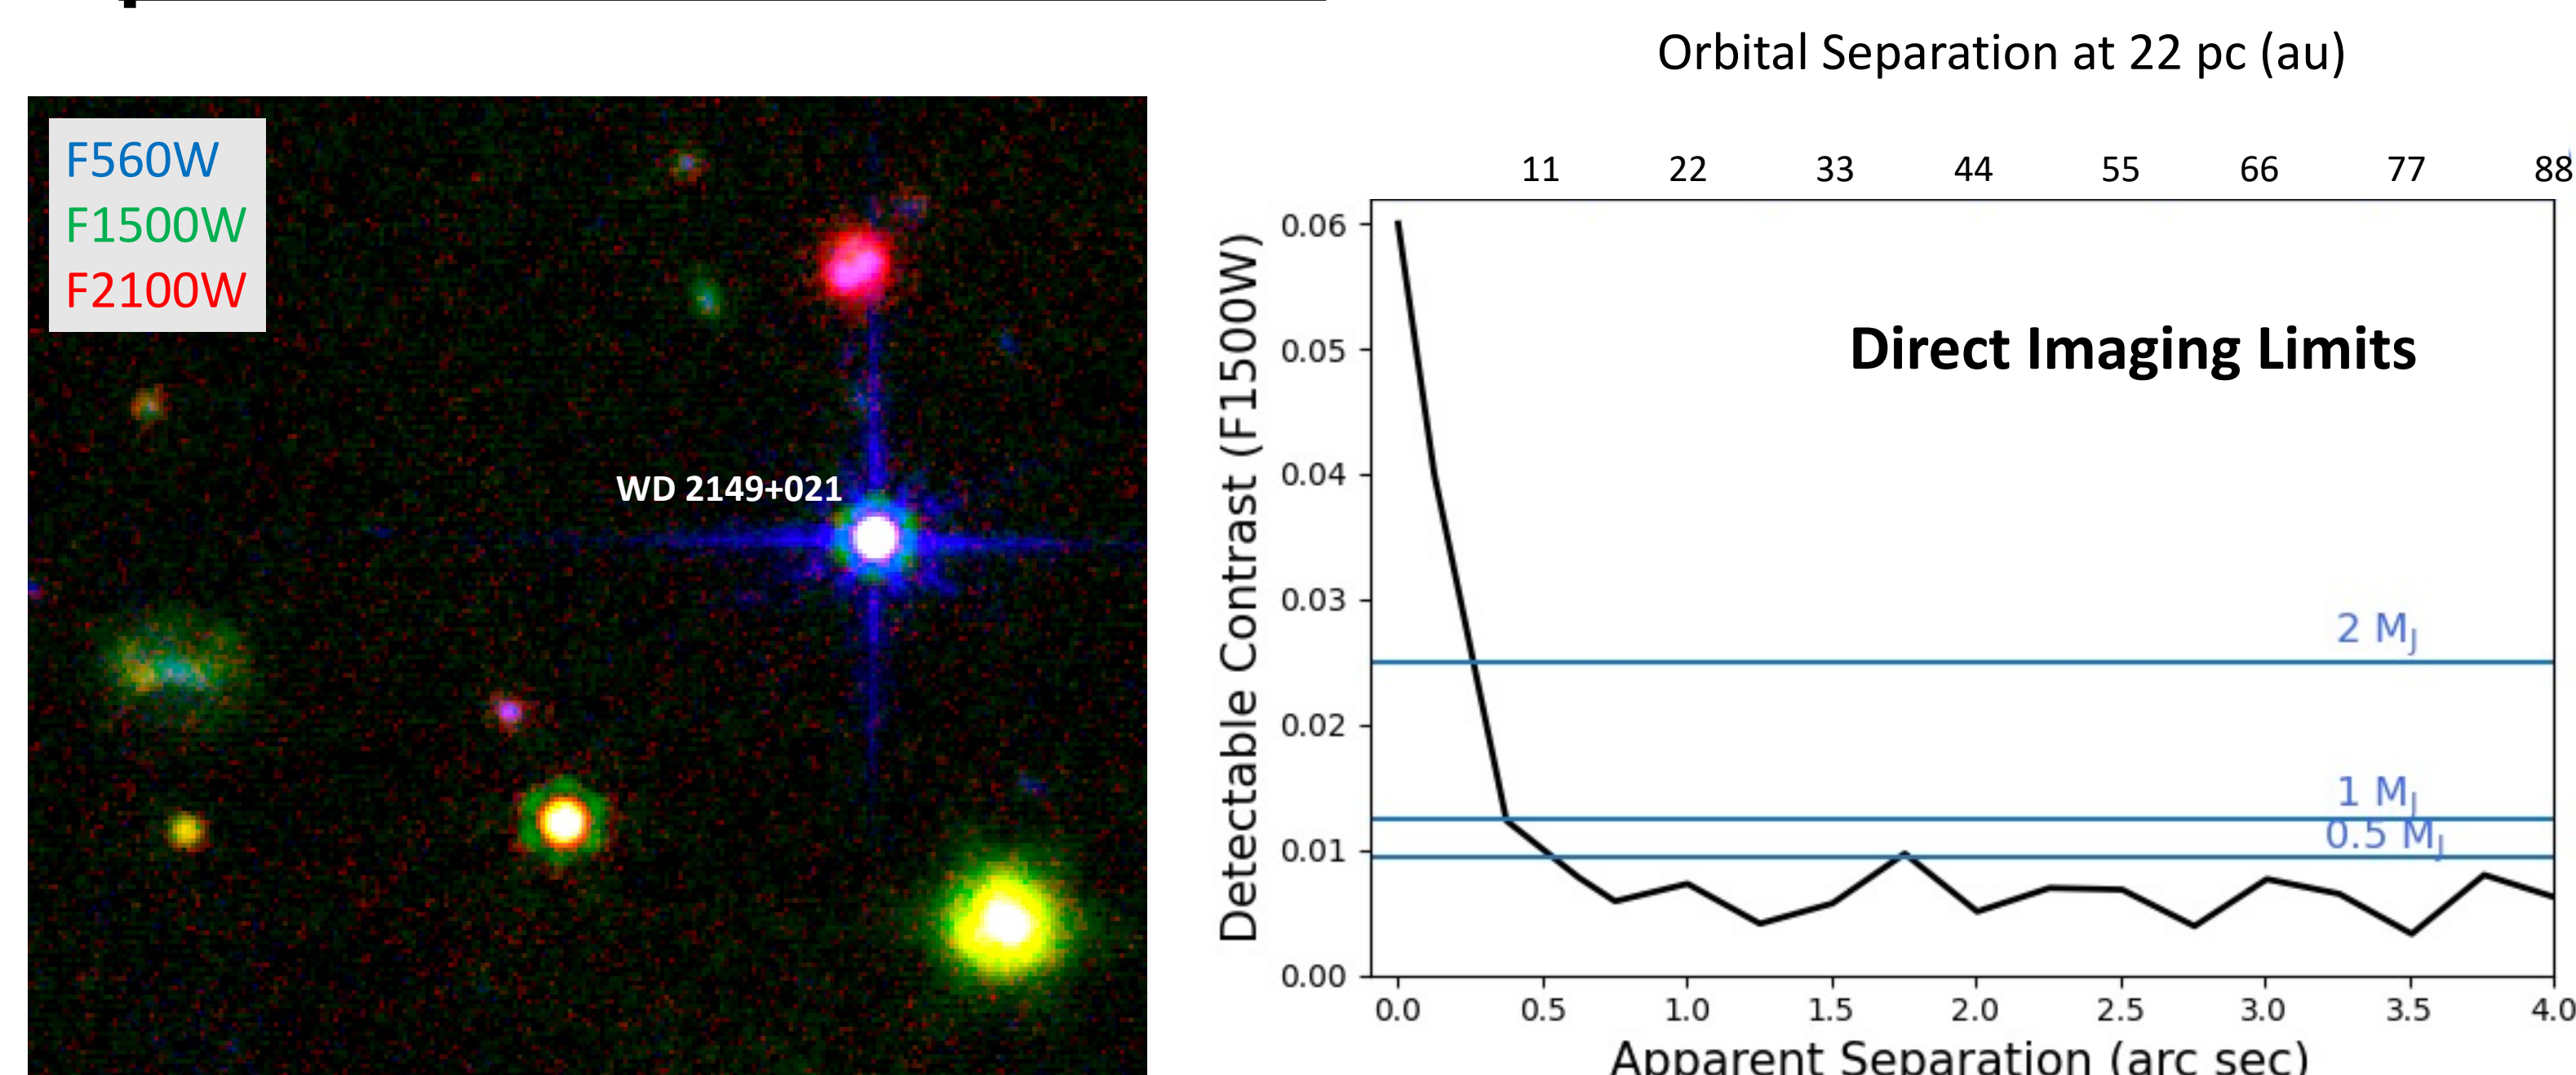 F560W
F1500W
F2100W
WD 2149+021
Orbital Separation at 22 pc (au)
11 22 33 44 55 66 77 88
Detectable Contrast (F1500W)
0.06
0.05
0.04
0.03
0.02
0.01
0.00
Direct Imaging Limits
2 MJ
1 MJ
0.5 MJ
0.0 0.5 1.0 1.5 2.0 2.5 3.0 3.5 4.0
Apparent Separation (arc sec)